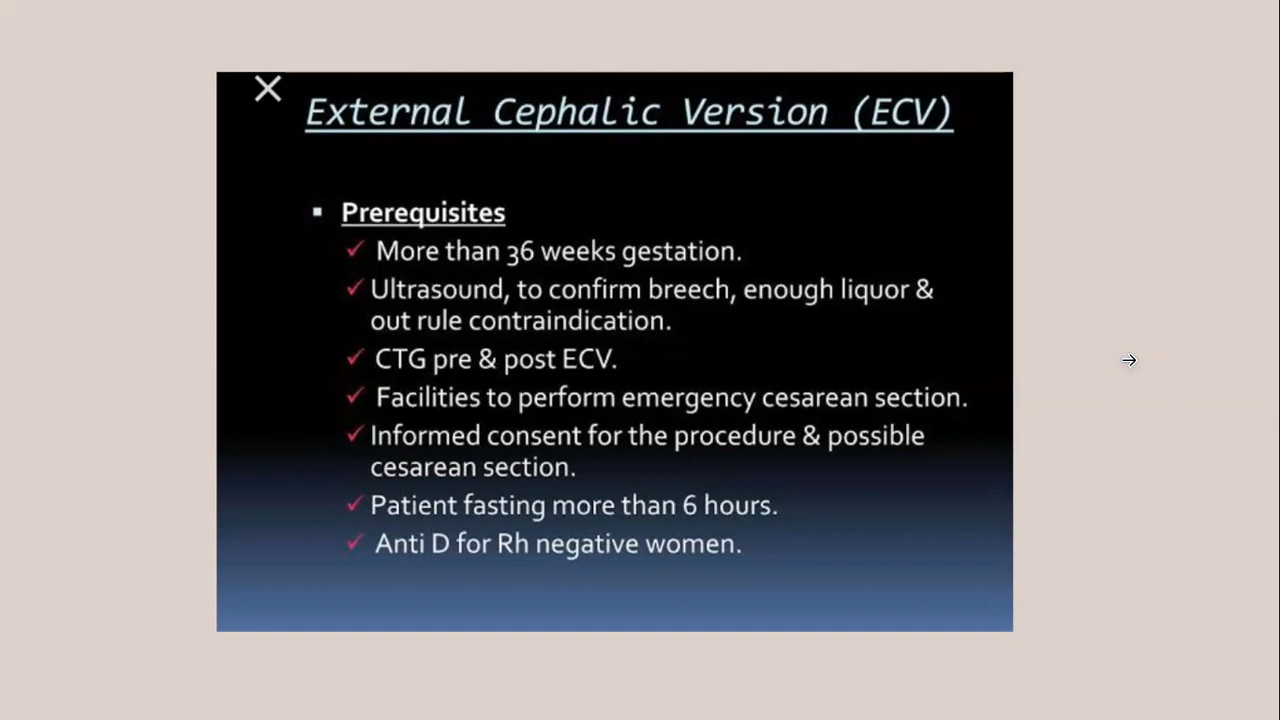 External Cephalic Version (ECV)
Prerequisites
More than 36 weeks gestation.
Ultrasound, to confirm breech, enough liquor &
out rule contraindication.
CTG pre & post ECV.
Facilities to perform emergency cesarean section.
Informed consent for the procedure & possible
cesarean section.
Patient fasting more than 6 hours.
Anti D for Rh negative women.